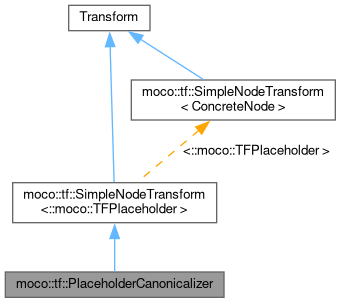 Transform
moco::tf::SimpleNodeTransform
< ConcreteNode >
<::moco::TFPlaceholder >
moco::tf::SimpleNodeTransform
<::moco::TFPlaceholder >
moco::tf::PlaceholderCanonicalizer